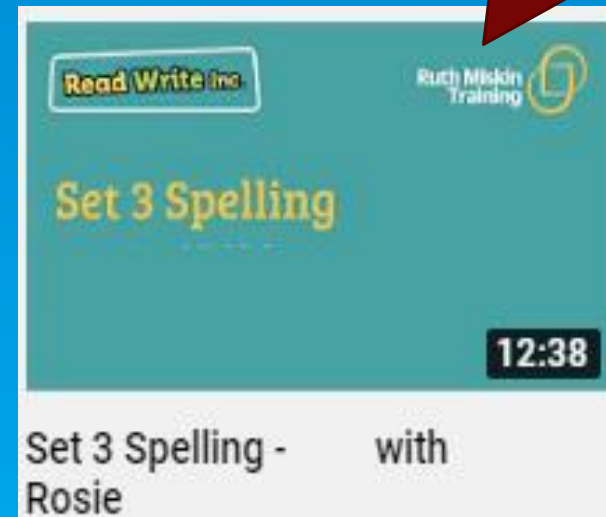 Read Write Inc.
Ruth Miskin
Training
Set 3 Spelling
12:38
Set 3 Spelling - with
Rosie